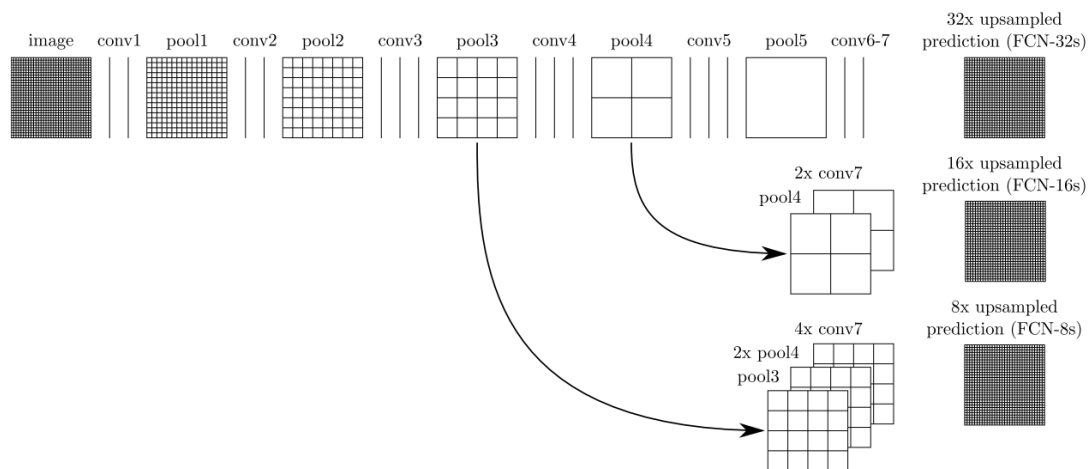 32x upsampled
prediction (FCN-32s)
image conv1 pool1 conv2 pool2 conv3 pool3 conv4 pool4 conv5 pool5 conv6-7
16x upsampled
prediction (FCN-16s)
2x conv7
pool4
8x upsampled
prediction (FCN-8s)
4x conv7
2x pool4
pool3